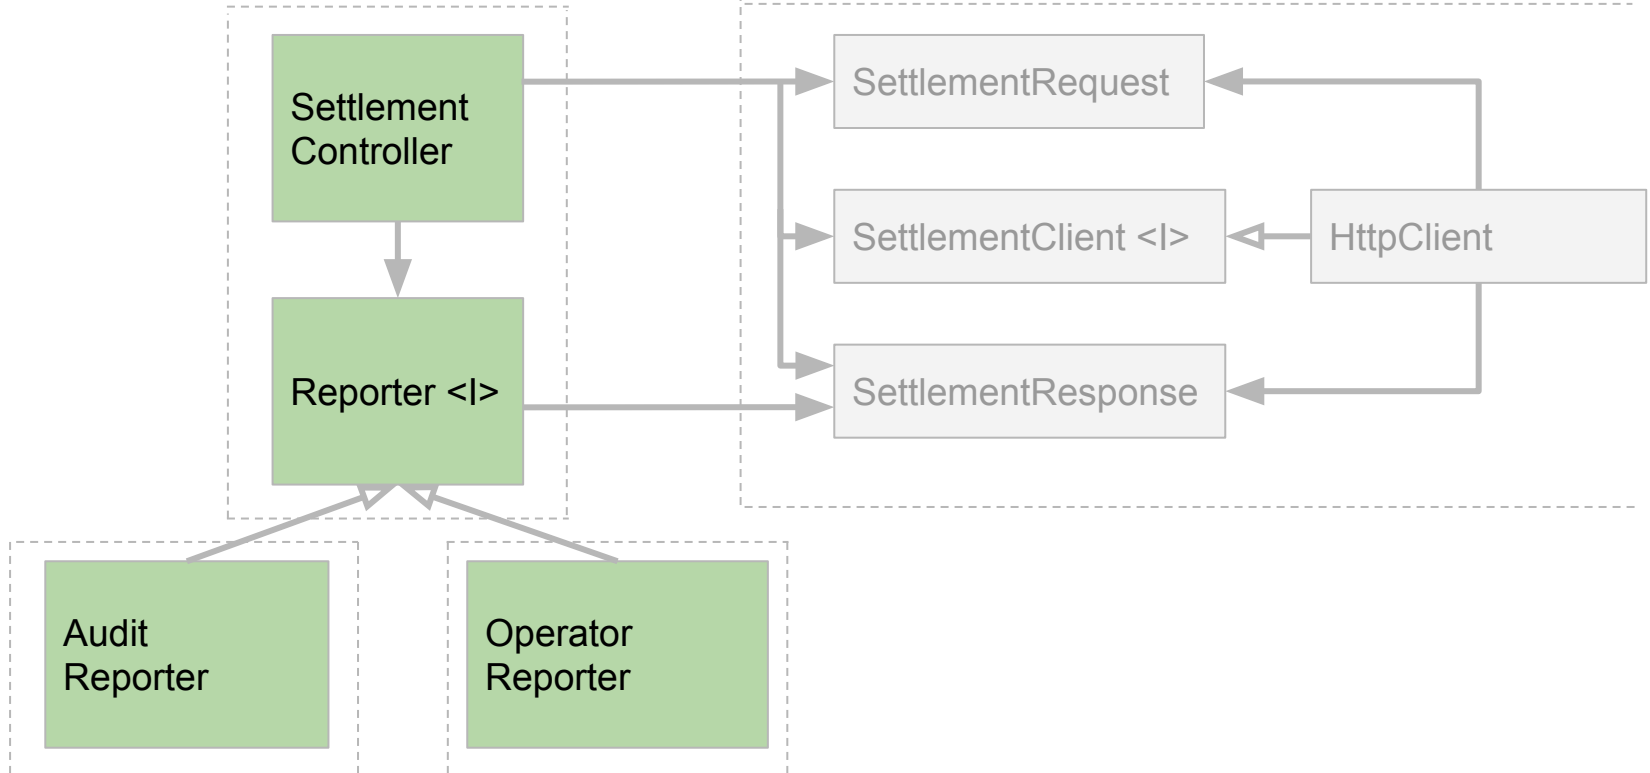 Settlement
Controller
SettlementRequest
SettlementClient <I>
HttpClient
Reporter <I>
SettlementResponse
Audit
Reporter
Operator
Reporter